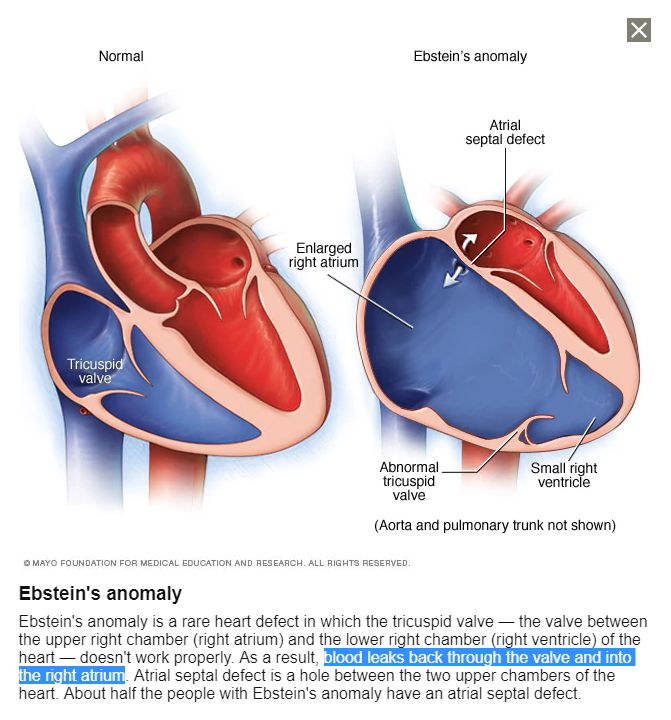 Normal
Ebstein's anomaly
Atrial
septal defect
Enlarged
right atrium
Tricuspid
valve
Abnormal
tricuspid
valve
Small right
ventricle
(Aorta and pulmonary trunk not shown)
© MAYO FOUNDATION FOR MEDICAL EDUCATION AND RESEARCH. ALL RIGHTS RESERVED.
Ebstein's anomaly
Ebstein's anomaly is a rare heart defect in which the tricuspid valve — the valve between
the upper right chamber (right atrium) and the lower right chamber (right ventricle) of the
heart — doesn't work properly. As a result, blood leaks back through the valve and into
the right atrium. Atrial septal defect is a hole between the two upper chambers of the
heart. About half the people with Ebstein's anomaly have an atrial septal defect.